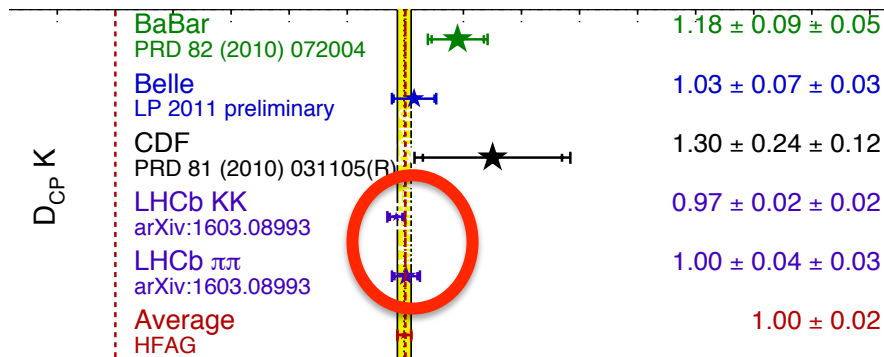 D_CP K
BaBar 1.18 ± 0.09 ± 0.05
PRD 82 (2010) 072004
Belle 1.03 ± 0.07 ± 0.03
LP 2011 preliminary
CDF 1.30 ± 0.24 ± 0.12
PRD 81 (2010) 031105(R)
LHCb KK 0.97 ± 0.02 ± 0.02
arXiv:1603.08993
LHCb ππ 1.00 ± 0.04 ± 0.03
arXiv:1603.08993
Average 1.00 ± 0.02
HFAG